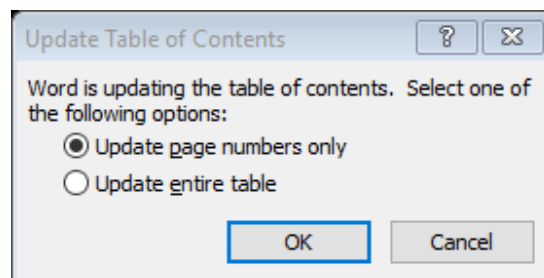 Update Table of Contents
Word is updating the table of contents. Select one of
the following options:
Update page numbers only
Update entire table
OK Cancel